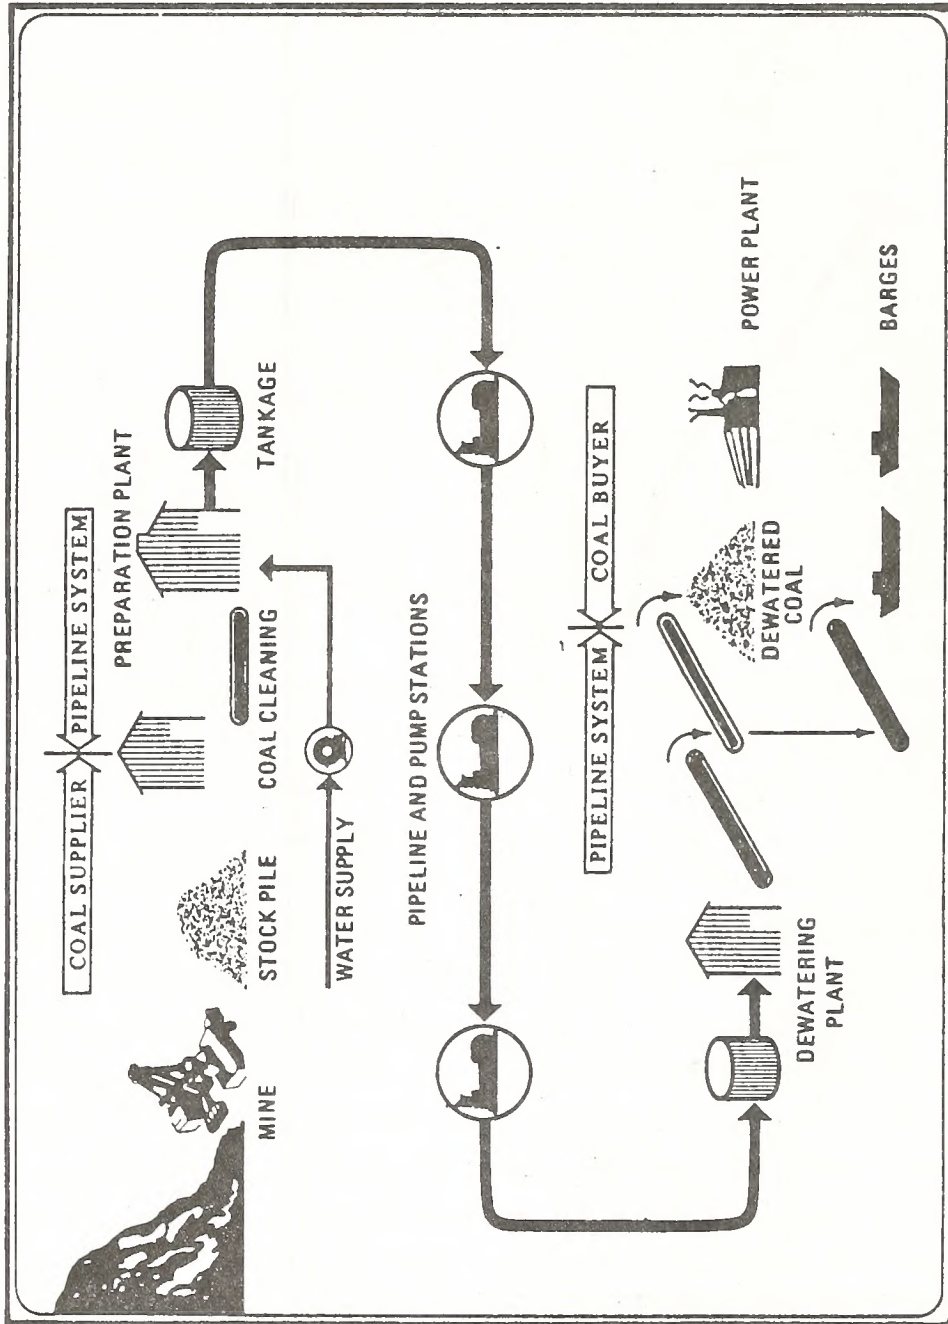 COAL SUPPLIER
PIPELINE SYSTEM
PREPARATION PLANT
MINE
STOCK PILE
COAL CLEANING
TANKAGE
WATER SUPPLY
PIPELINE AND PUMP STATIONS
PIPELINE SYSTEM
COAL BUYER
DEWATERING
PLANT
DEWATERED
COAL
POWER PLANT
BARGES